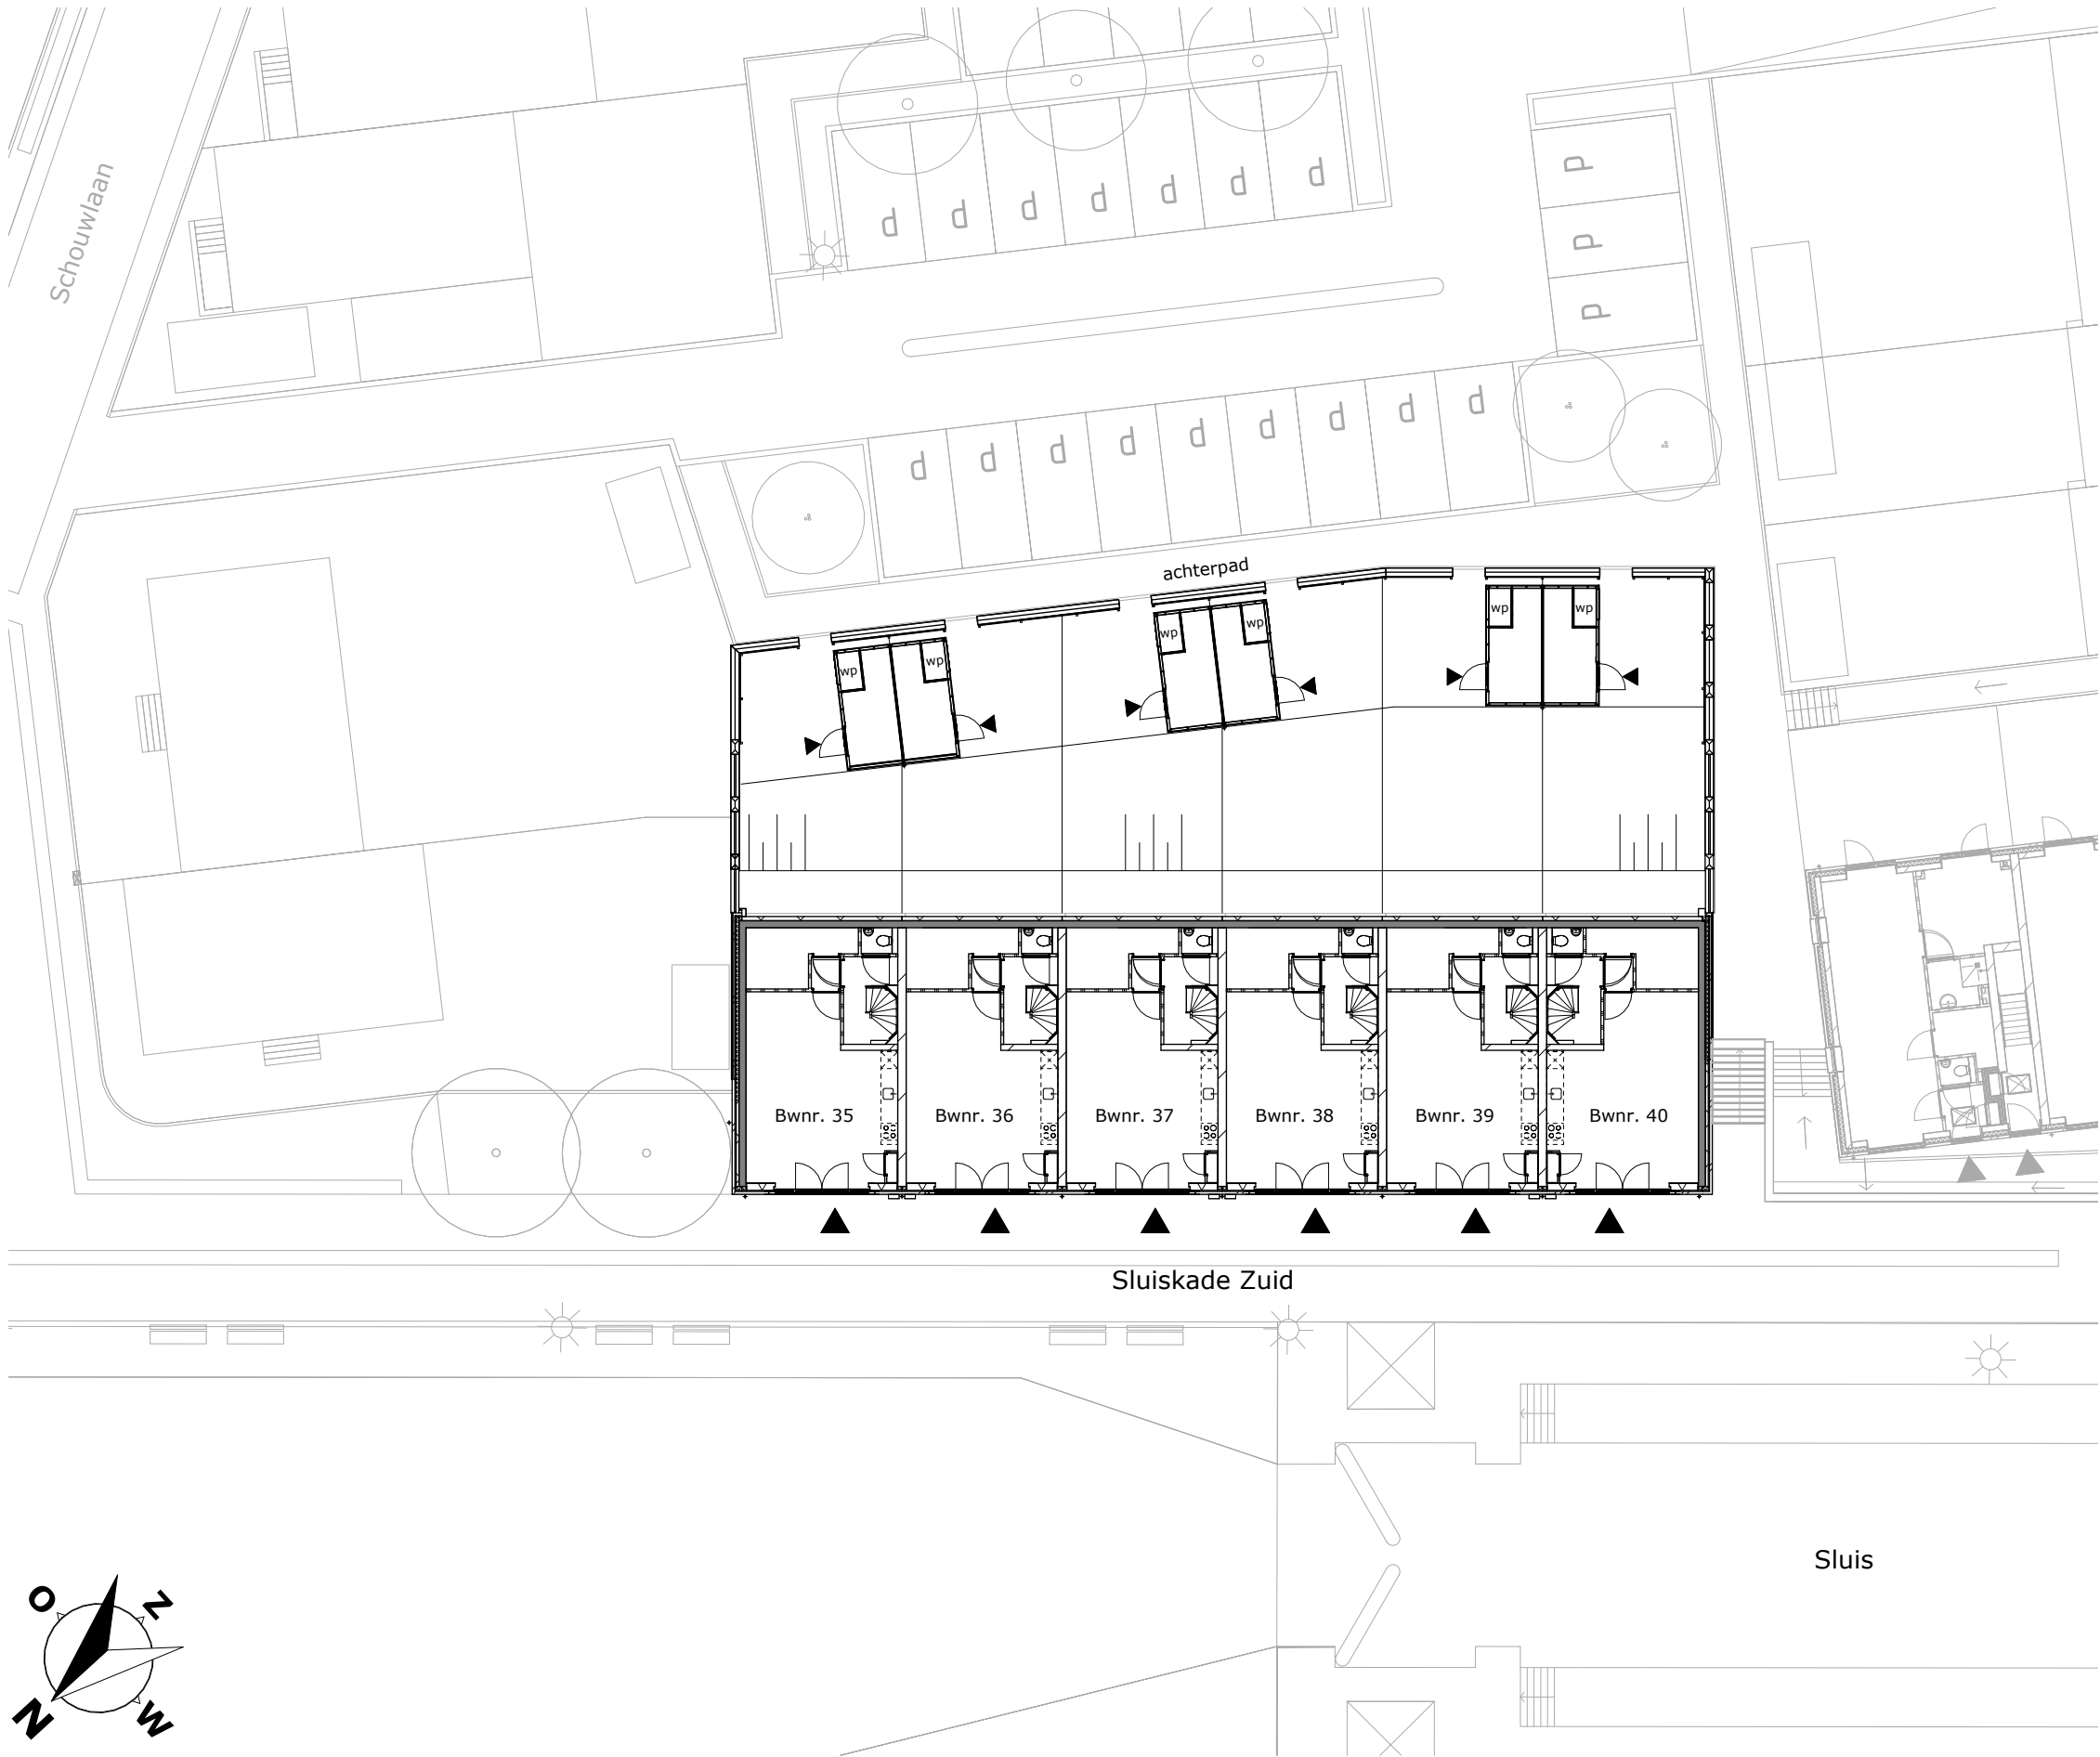 Schouwlaan
p p p p p p p
p
p
p
p p p p p p p p p
achterpad
wp wp wp wp wp wp
Bwnr. 35 Bwnr. 36 Bwnr. 37 Bwnr. 38 Bwnr. 39 Bwnr. 40
Sluiskade Zuid
Sluis
O Z
N W